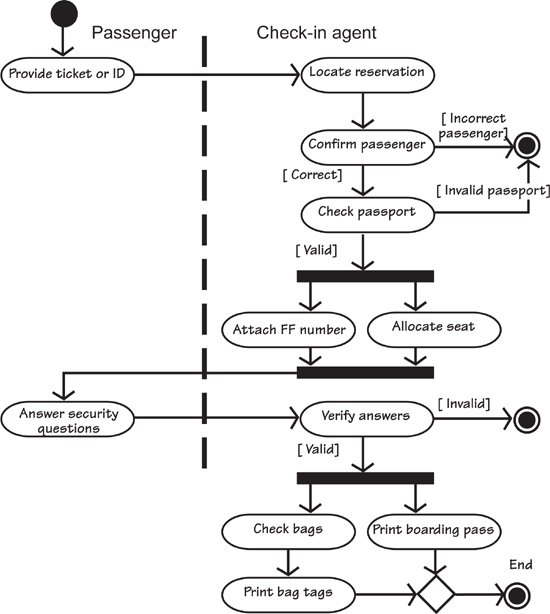 Passenger
Check-in agent
Provide ticket or ID
Locate reservation
[ Incorrect
passenger]
Confirm passenger
[ Correct]
[ Invalid passport]
Check passport
[ Valid]
Attach FF number
Allocate seat
Answer security
questions
Verify answers
[ Invalid]
[ Valid]
Check bags
Print boarding pass
End
Print bag tags